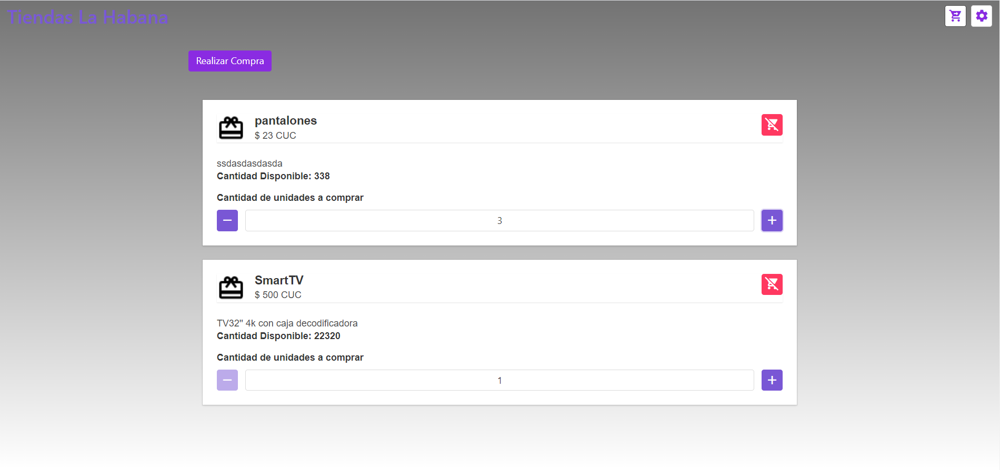 Tiendas La Habana
Realizar Compra
pantalones
$ 23 CUC
ssdasdasdasda
Cantidad Disponible: 338
Cantidad de unidades a comprar
3
SmartTV
$ 500 CUC
TV32" 4k con caja decodificadora
Cantidad Disponible: 22320
Cantidad de unidades a comprar
1